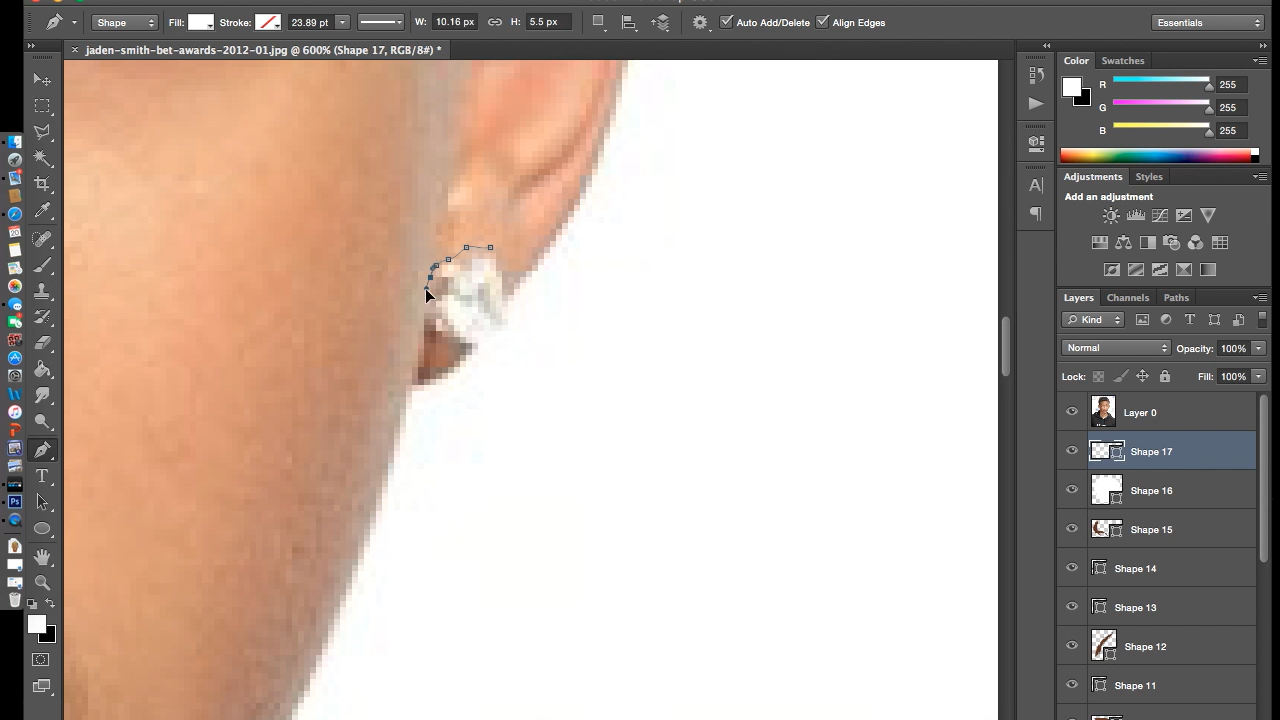 Shape Fill: Stroke: 23.89 pt W: 10.16 px H: 5.5 px Auto Add/Delete Align Edges Essentials
jaden-smith-bet-awards-2012-01.jpg @ 600% (Shape 17, RGB/8#) *
Color Swatches
R 255
G 255
B 255
Adjustments Styles
Add an adjustment
Layers Channels Paths
Kind
Normal Opacity: 100%
Lock: Fill: 100%
Layer 0
Shape 17
Shape 16
Shape 15
Shape 14
Shape 13
Shape 12
Shape 11